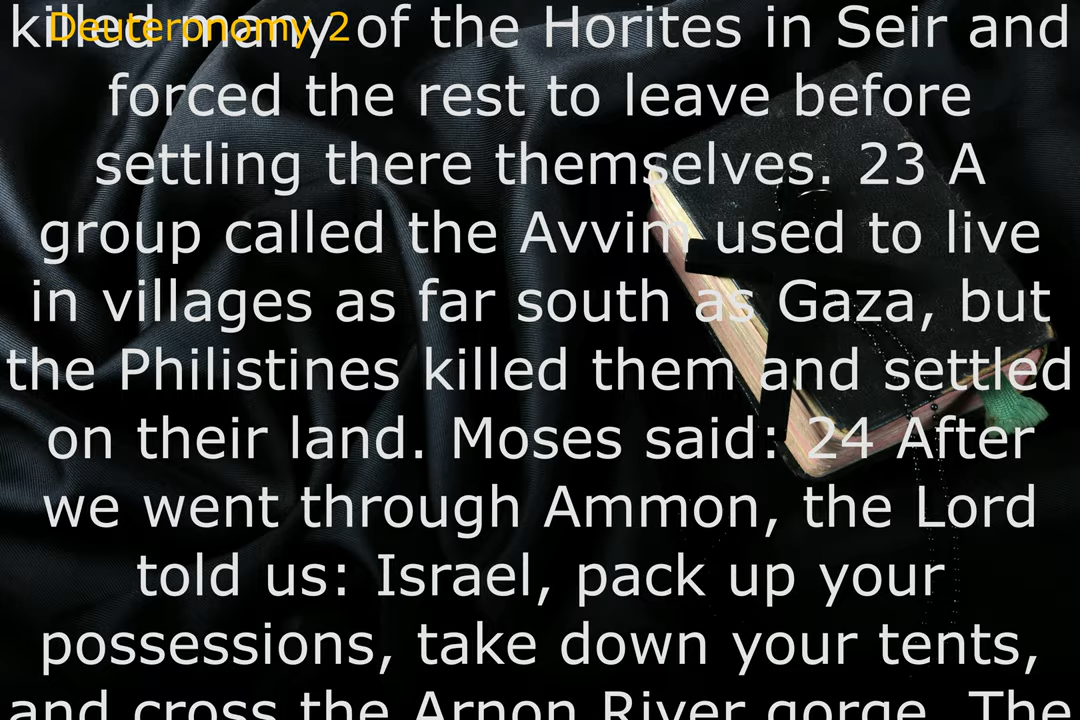 Deuteronomy 2
killed many of the Horites in Seir and
forced the rest to leave before
settling there themselves. 23 A
group called the Avvim used to live
in villages as far south as Gaza, but
the Philistines killed them and settled
on their land. Moses said: 24 After
we went through Ammon, the Lord
told us: Israel, pack up your
possessions, take down your tents,
and cross the Arnon River gorge. The